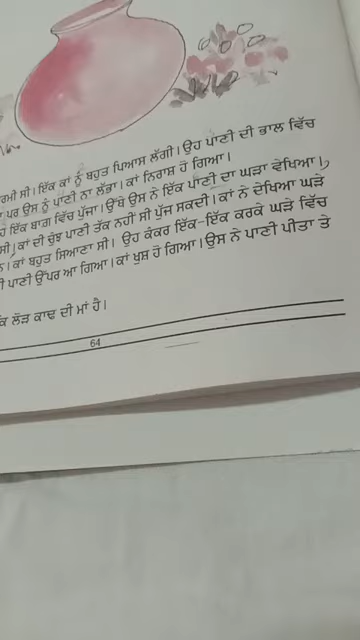 ਗਰਮੀ ਸੀ। ਇੱਕ ਕਾਂ ਨੂੰ ਬਹੁਤ ਪਿਆਸ ਲੱਗੀ। ਉਹ ਪਾਣੀ ਦੀ ਭਾਲ ਵਿੱਚ
ਪਰ ਉਸ ਨੂੰ ਪਾਣੀ ਨਾ ਲੱਭਾ। ਕਾਂ ਨਿਰਾਸ਼ ਹੋ ਗਿਆ।
ਇੱਕ ਬਾਗ਼ ਵਿੱਚ ਪੁੱਜਾ। ਉੱਥੇ ਉਸ ਨੇ ਇੱਕ ਪਾਣੀ ਦਾ ਘੜਾ ਵੇਖਿਆ।
ਸੀ। ਕਾਂ ਦੀ ਚੁੰਝ ਪਾਣੀ ਤੱਕ ਨਹੀਂ ਸੀ ਪੁੱਜ ਸਕਦੀ। ਕਾਂ ਨੇ ਦੇਖਿਆ ਘੜੇ
ਕਾਂ ਬਹੁਤ ਸਿਆਣਾ ਸੀ। ਉਹ ਕੰਕਰ ਇੱਕ-ਇੱਕ ਕਰਕੇ ਘੜੇ ਵਿੱਚ
ਪਾਣੀ ਉੱਪਰ ਆ ਗਿਆ। ਕਾਂ ਖ਼ੁਸ਼ ਹੋ ਗਿਆ। ਉਸ ਨੇ ਪਾਣੀ ਪੀਤਾ ਤੇ
ਲੋੜ ਕਾਢ ਦੀ ਮਾਂ ਹੈ।
64